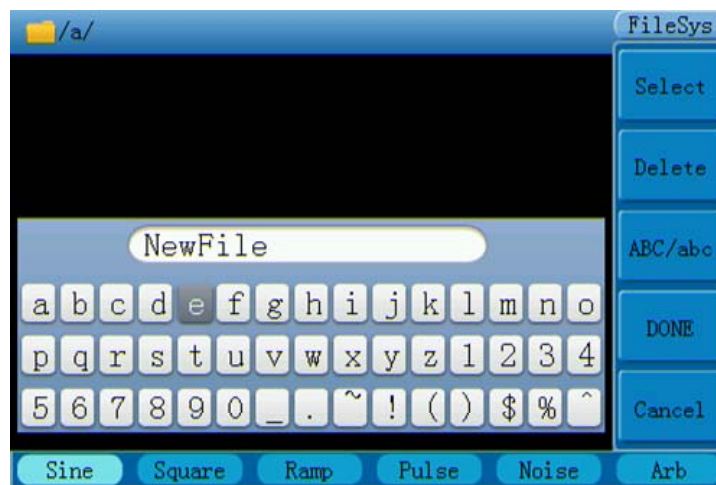 /a/
FileSys
Select
Delete
ABC/abc
DONE
Cancel
NewFile
a b c d e f g h i j k l m n o
p q r s t u v w x y z 1 2 3 4
5 6 7 8 9 0 _ . ~ ! ( ) $ % ^
Sine Square Ramp Pulse Noise Arb